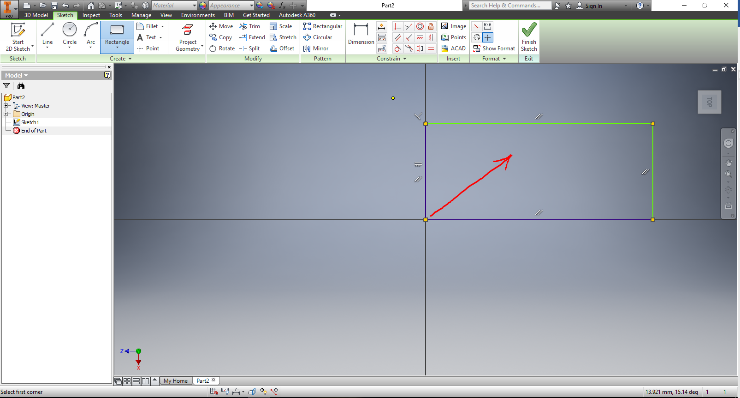 Material
Appearance
Part2
Search Help & Commands...
Sign In
PRO
3D Model Sketch Inspect Tools Manage View Environments BIM Get Started Autodesk A360
Start
2D Sketch
Line
Circle
Arc
Rectangle
Fillet
Text
Point
Project
Geometry
Move
Copy
Rotate
Trim
Extend
Split
Scale
Stretch
Offset
Rectangular
Circular
Mirror
Dimension
Image
Points
ACAD
Show Format
Finish
Sketch
Sketch
Create
Modify
Pattern
Constrain
Insert
Format
Exit
Model
Part2
View: Master
Origin
Sketch1
End of Part
TOP
Z
X
My Home
Part2
Select first corner
13.921 mm, 15.14 deg
1